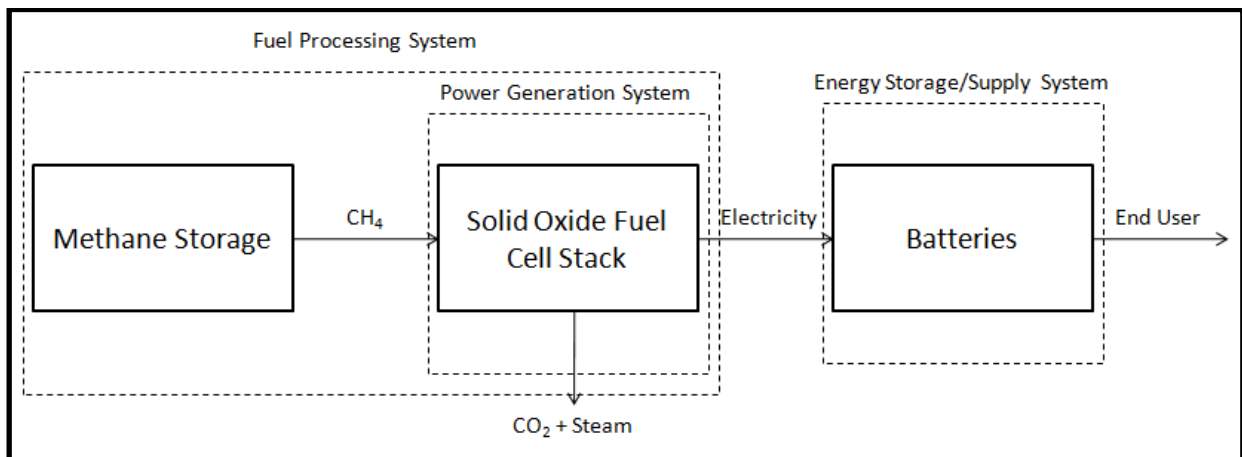 Fuel Processing System
Power Generation System
Energy Storage/Supply System
Methane Storage
CH₄
Solid Oxide Fuel
Cell Stack
Electricity
Batteries
End User
CO₂ + Steam